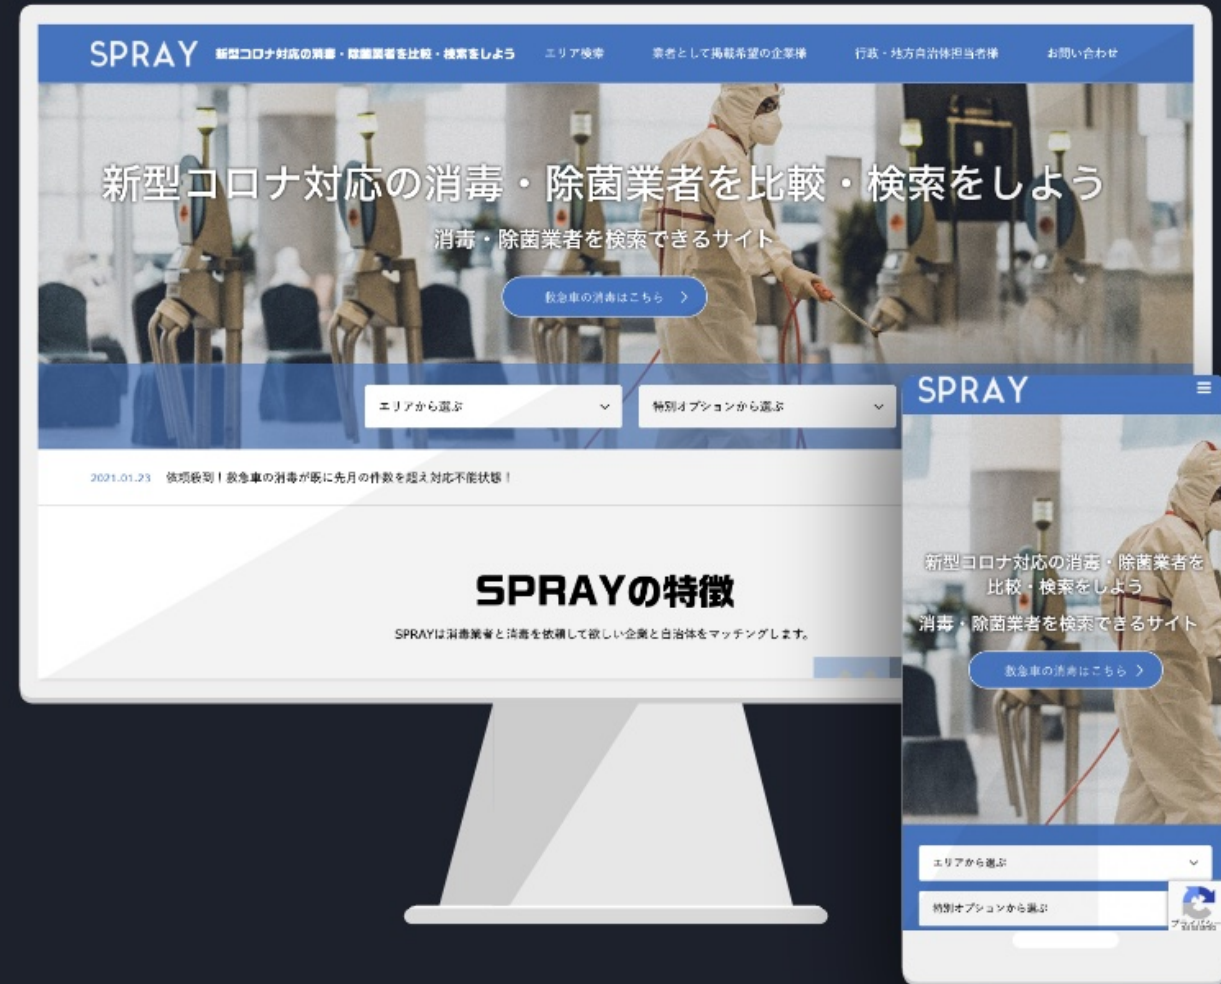 SPRAY 新型コロナ対応の消毒・除菌業者を比較・検索をしよう エリア検索 業者として掲載希望の企業様 行政・地方自治体担当者様 お問い合わせ
新型コロナ対応の消毒・除菌業者を比較・検索をしよう
消毒・除菌業者を検索できるサイト
救急車の消毒はこちら
エリアから選ぶ 特別オプションから選ぶ
2021.01.23 依頼殺到！救急車の消毒が既に先月の件数を超え対応不能状態！
SPRAYの特徴
SPRAYは消毒業者と消毒を依頼して欲しい企業と自治体をマッチングします。
SPRAY
新型コロナ対応の消毒・除菌業者を
比較・検索をしよう
消毒・除菌業者を検索できるサイト
救急車の消毒はこちら
エリアから選ぶ
特別オプションから選ぶ